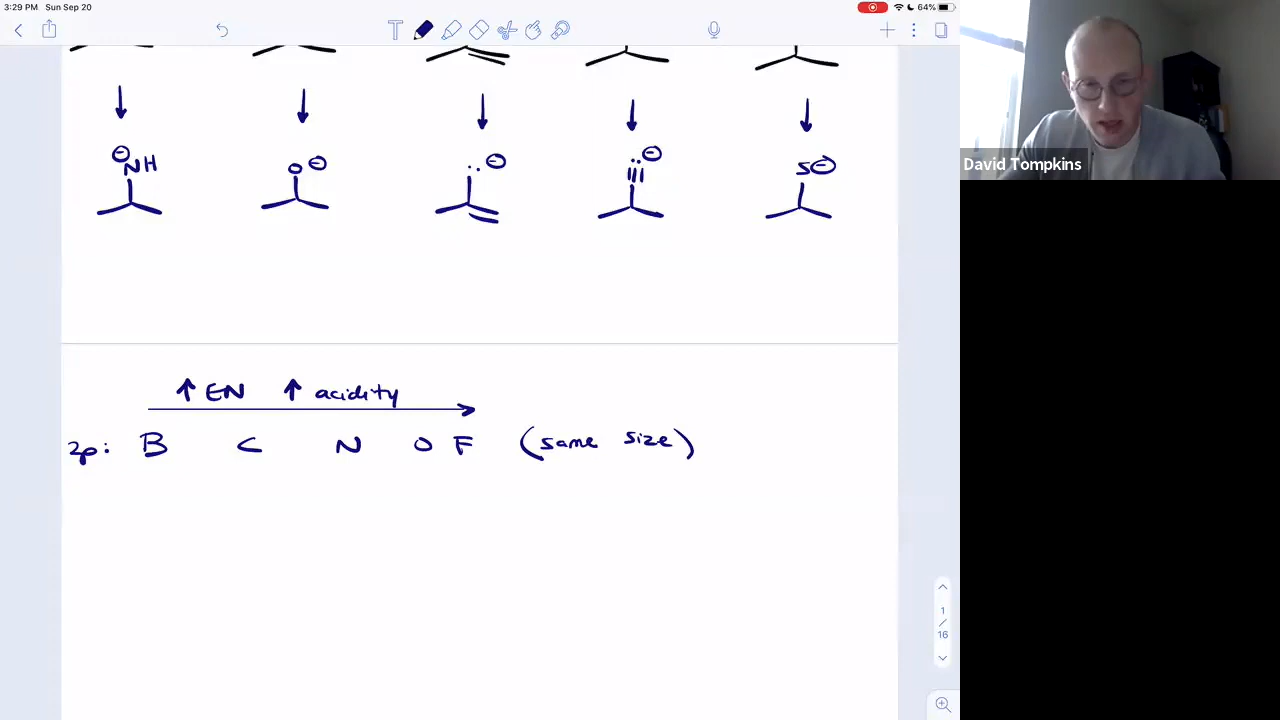 3:29 PM Sun Sep 20
64%
T
David Tompkins
⊖NH
O⊖
⊖
⊖
S⊖
↑ EN ↑ acidity
2p: B C N O F (same size)
1
/
16